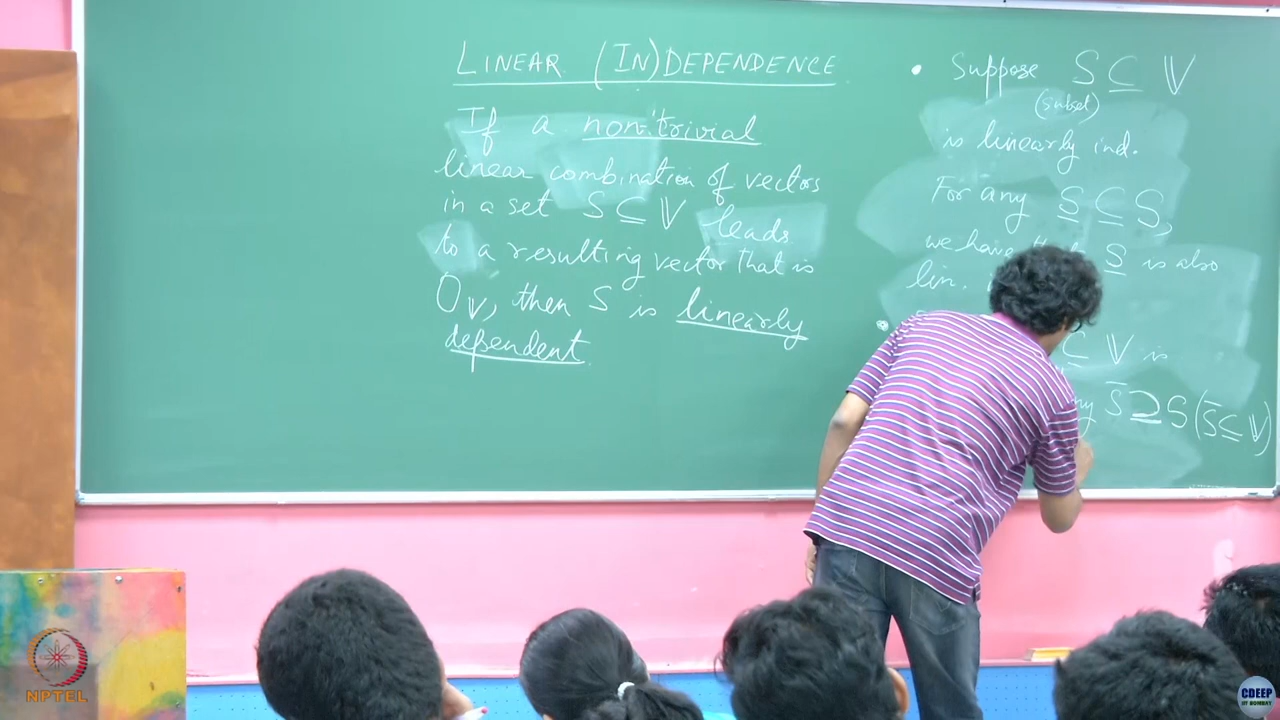 LINEAR (IN)DEPENDENCE
If a non-trivial
linear combination of vectors
in a set S ⊆ 𝕍 leads
to a resulting vector that is
0𝕍, then S is linearly
dependent.
• Suppose S ⊆ 𝕍
(subset)
is linearly ind.
For any S̲ ⊆ S,
we have S̲ is also
lin.
• ⊆ 𝕍 is
S̄ ⊇ S (S̄ ⊆ 𝕍)
NPTEL
CDEEP
IIT BOMBAY